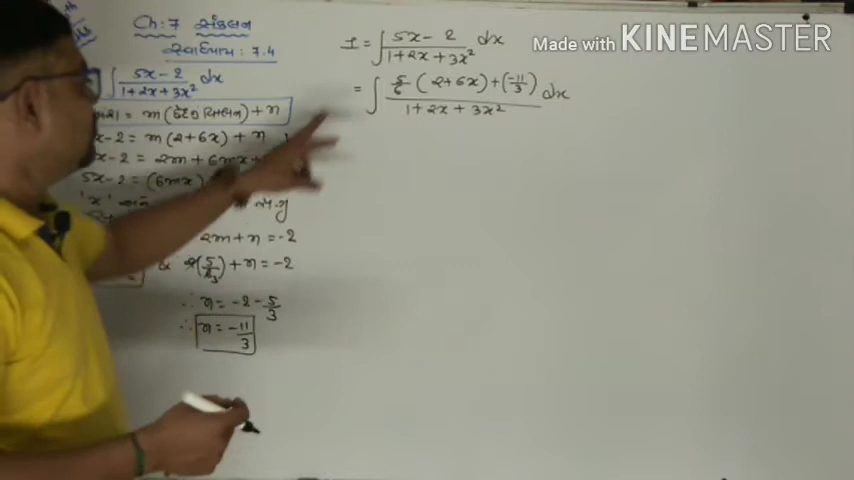 Ch: 7 સંકલન
સ્વાધ્યાય: 7.4
∫ 5x - 2 / 1+2x+3x² dx
અંશ = m(છેદનું વિકલન) + n
x-2 = m(2+6x) + n
x-2 = 2m + 6mx +
5x-2 = (6mx)
'x'
2m + n = -2
& 2(5/6) + n = -2
∴ n = -2 - 5/3
∴ n = -11/3
I = ∫ 5x - 2 / 1+2x+3x² dx
= ∫ 5/6 (2+6x) + (-11/3) / 1+2x+3x² dx
Made with KINEMASTER